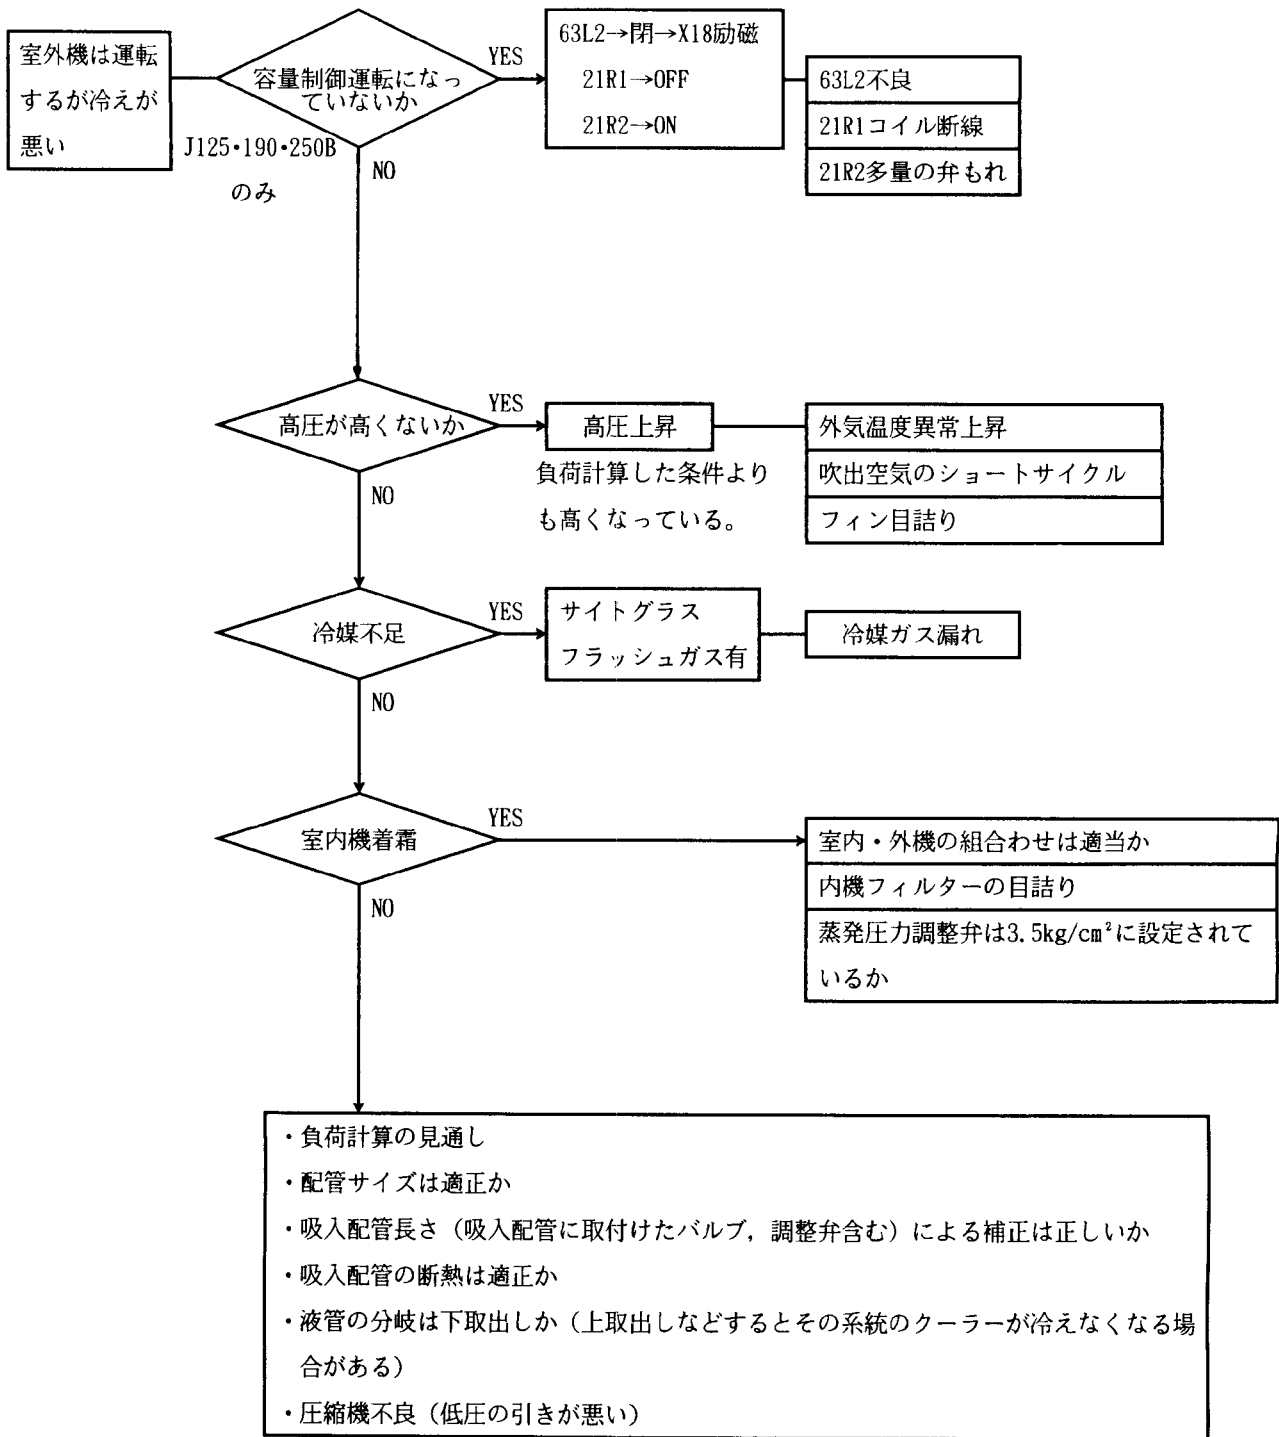 室外機は運転
するが冷えが
悪い
容量制御運転になっ
ていないか
J125・190・250B
のみ
YES
NO
63L2→閉→X18励磁
21R1→OFF
21R2→ON
63L2不良
21R1コイル断線
21R2多量の弁もれ
高圧が高くないか
YES
NO
高圧上昇
負荷計算した条件より
も高くなっている。
外気温度異常上昇
吹出空気のショートサイクル
フィン目詰り
冷媒不足
YES
NO
サイトグラス
フラッシュガス有
冷媒ガス漏れ
室内機着霜
YES
NO
室内・外機の組合わせは適当か
内機フィルターの目詰り
蒸発圧力調整弁は3.5kg/cm²に設定されて
いるか
・負荷計算の見通し
・配管サイズは適正か
・吸入配管長さ（吸入配管に取付けたバルブ，調整弁含む）による補正は正しいか
・吸入配管の断熱は適正か
・液管の分岐は下取出しか（上取出しなどするとその系統のクーラーが冷えなくなる場
合がある）
・圧縮機不良（低圧の引きが悪い）